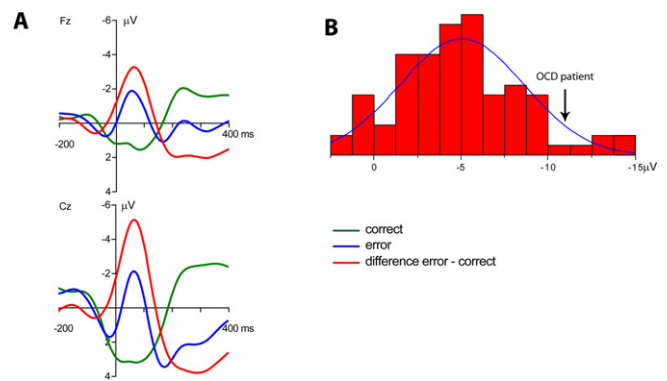 A
Fz
-6
µV
-4
-2
-200
400 ms
2
4
Cz
-6
µV
-4
-2
-200
400 ms
2
4
B
OCD patient
0
-5
-10
-15µV
correct
error
difference error - correct